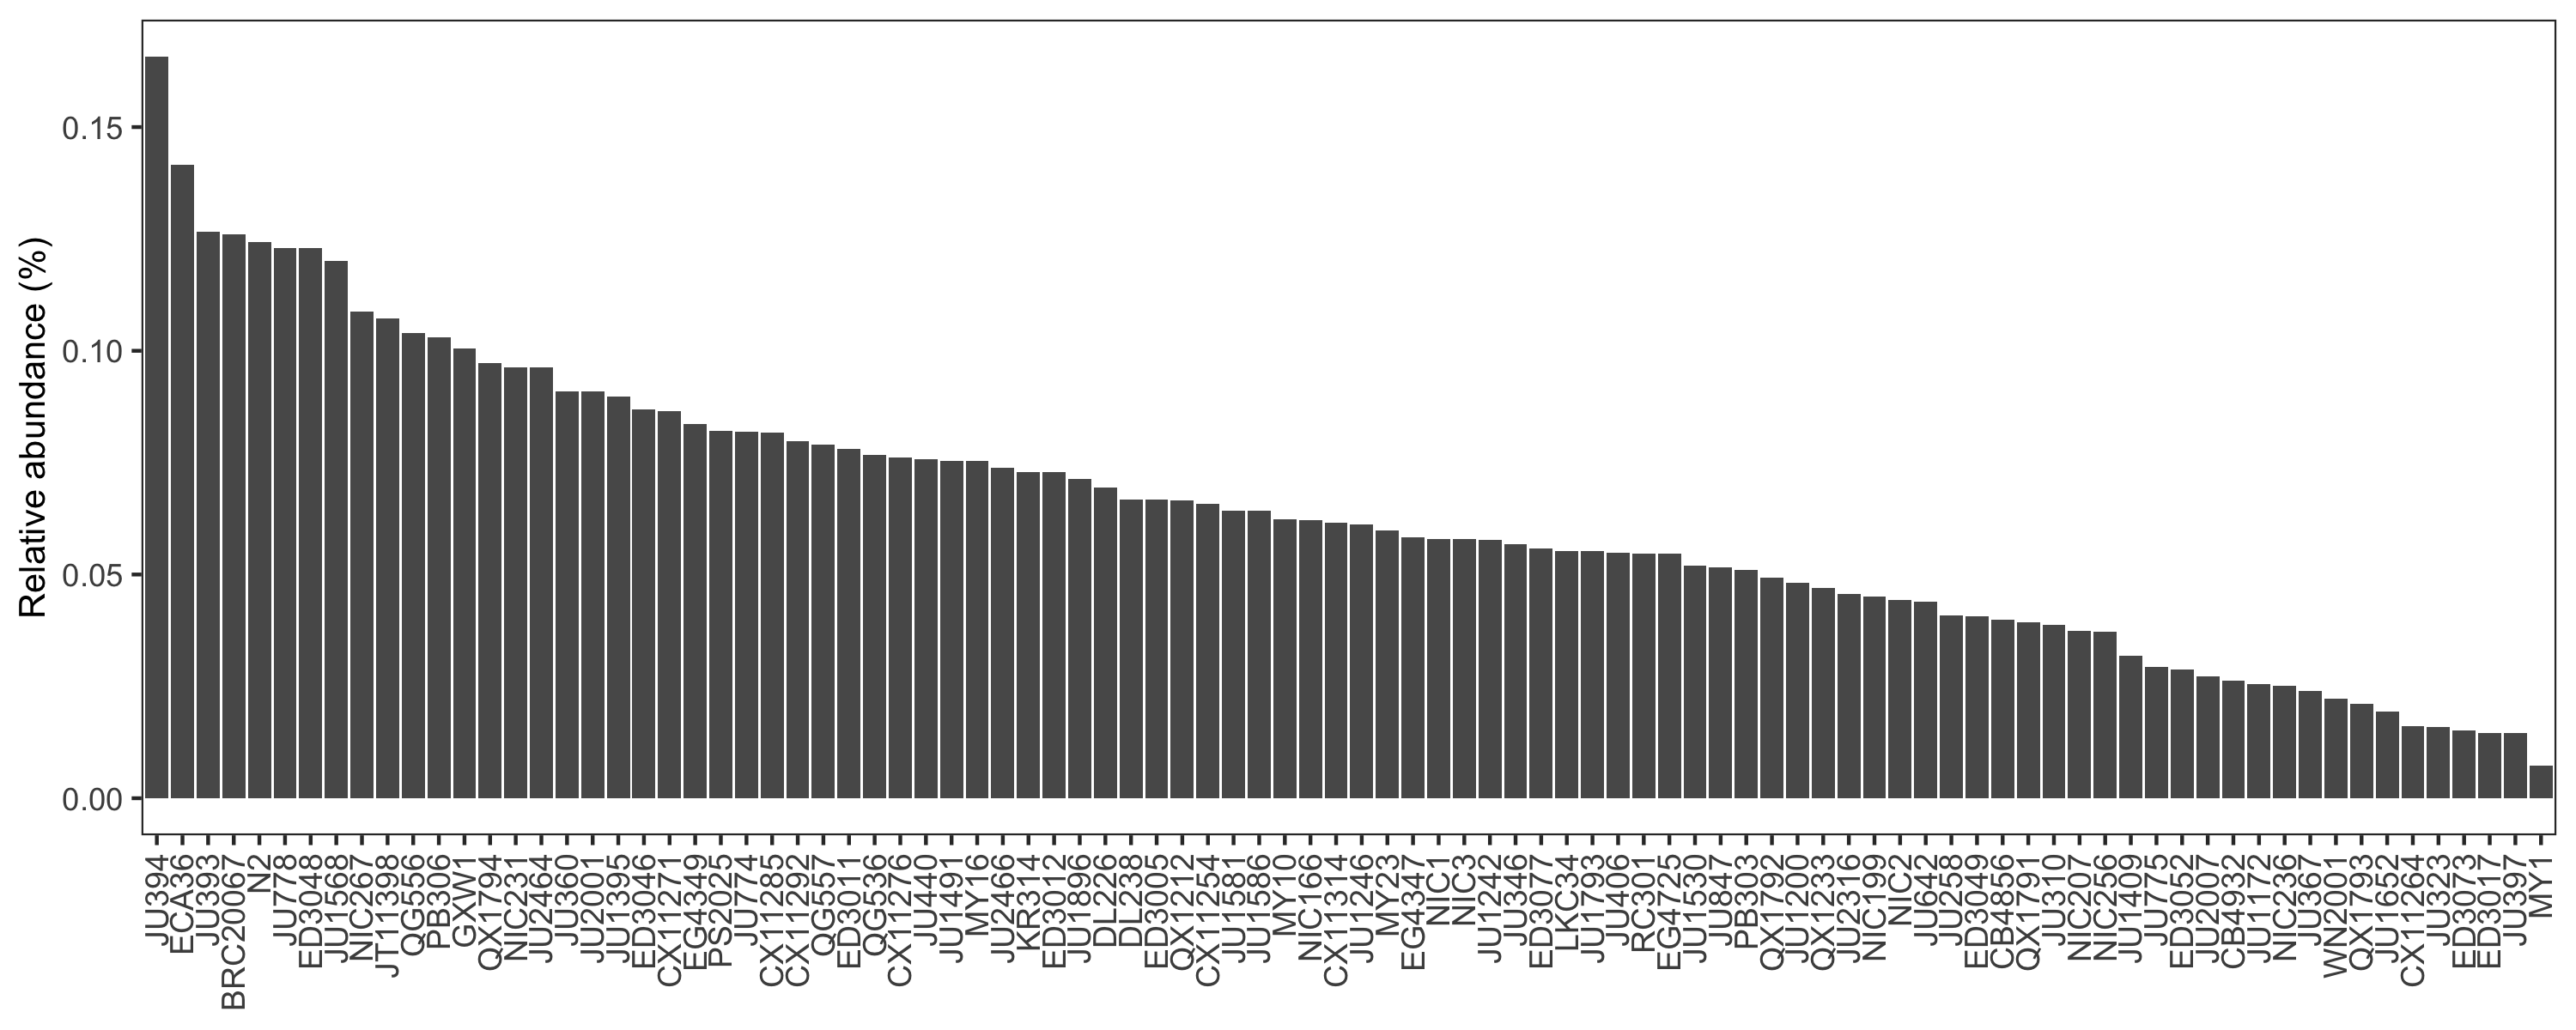 Relative abundance (%)
0.15
0.10
0.05
0.00
JU394
ECA36
JU393
BRC20067
N2
JU778
ED3048
JU1568
NIC267
JT11398
QG556
PB306
GXW1
QX1794
NIC231
JU2464
JU360
JU2001
JU1395
ED3046
CX11271
EG4349
PS2025
JU774
CX11285
CX11292
QG557
ED3011
QG536
CX11276
JU440
JU1491
MY16
JU2466
KR314
ED3012
JU1896
DL226
DL238
ED3005
QX1212
CX11254
JU1581
JU1586
MY10
NIC166
CX11314
JU1246
MY23
EG4347
NIC1
NIC3
JU1242
JU346
ED3077
LKC34
JU1793
JU406
RC301
EG4725
JU1530
JU847
PB303
QX1792
JU1200
QX1233
JU2316
NIC199
NIC2
JU642
JU258
ED3049
CB4856
QX1791
JU310
NIC207
NIC256
JU1409
JU775
ED3052
JU2007
CB4932
JU1172
NIC236
JU367
WN2001
QX1793
JU1652
CX11264
JU323
ED3073
ED3017
JU397
MY1